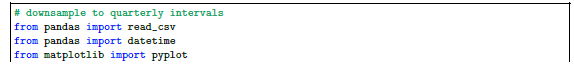 # downsample to quarterly intervals
from pandas import read_csv
from pandas import datetime
from matplotlib import pyplot